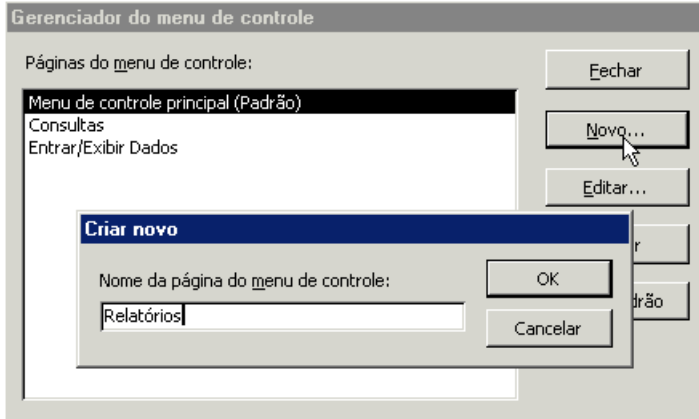 Gerenciador do menu de controle
Páginas do menu de controle:
Menu de controle principal (Padrão)
Consultas
Entrar/Exibir Dados
Fechar
Novo...
Editar...
Criar novo
Nome da página do menu de controle:
Relatórios
OK
Cancelar